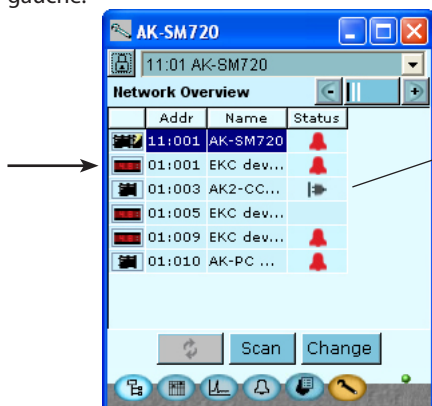 gauche.
AK-SM720
11:01 AK-SM720
Network Overview
Addr Name Status
11:001 AK-SM720
01:001 EKC dev...
01:003 AK2-CC...
01:005 EKC dev...
01:009 EKC dev...
01:010 AK-PC ...
Scan Change